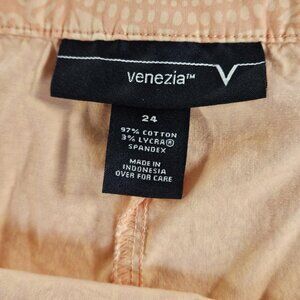 venezia™
24
97% COTTON
3% LYCRA®
SPANDEX
MADE IN
INDONESIA
OVER FOR CARE